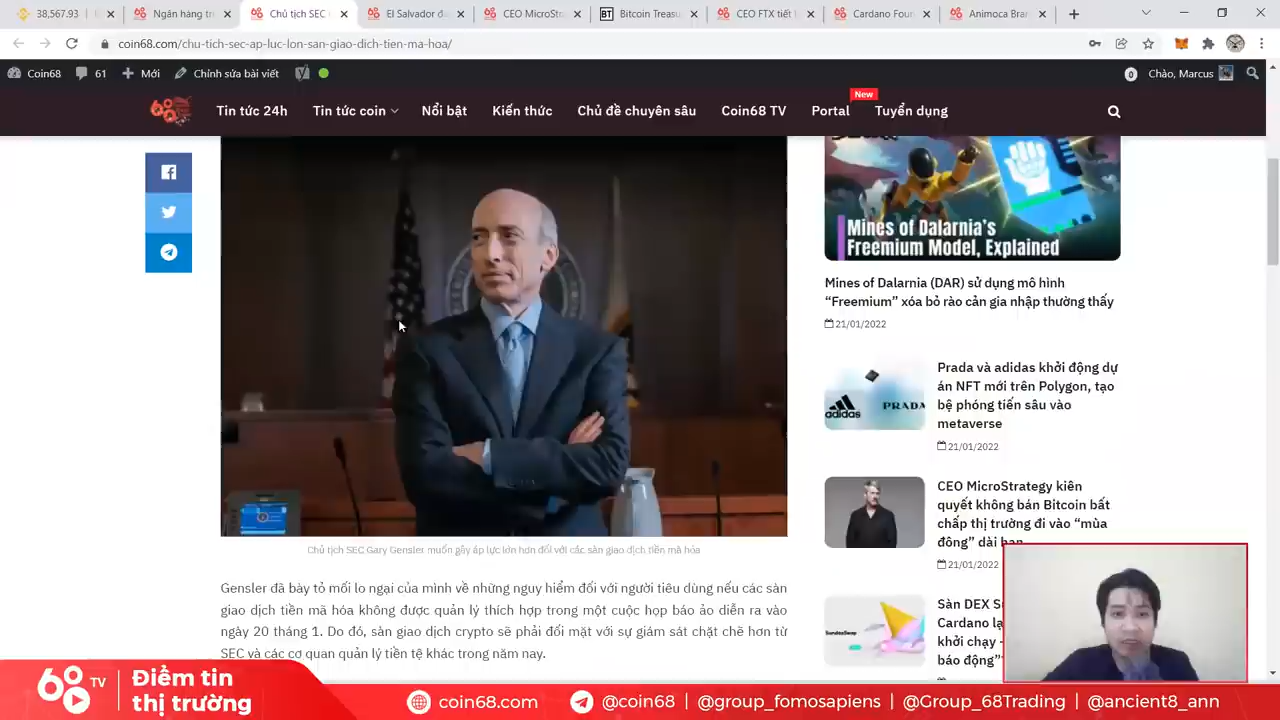 38,567.93
Ngân hàng tr
Chủ tịch SEC
El Salvador đi
CEO MicroStr
Bitcoin Treasu
CEO FTX tiết l
Cardano Foun
Animoca Bran
coin68.com/chu-tich-sec-ap-luc-lon-san-giao-dich-tien-ma-hoa/
Coin68
61
Mới
Chỉnh sửa bài viết
0
Chào, Marcus
68
Tin tức 24h
Tin tức coin
Nổi bật
Kiến thức
Chủ đề chuyên sâu
Coin68 TV
Portal
New
Tuyển dụng
Mines of Dalarnia's
Freemium Model, Explained
Mines of Dalarnia (DAR) sử dụng mô hình
“Freemium” xóa bỏ rào cản gia nhập thường thấy
21/01/2022
adidas
PRADA
Prada và adidas khởi động dự
án NFT mới trên Polygon, tạo
bệ phóng tiến sâu vào
metaverse
21/01/2022
CEO MicroStrategy kiên
quyết không bán Bitcoin bất
chấp thị trường đi vào “mùa
đông” dài hạn
21/01/2022
SundaeSwap
Sàn DEX S
Cardano lạ
khởi chạy -
báo động”
Chủ tịch SEC Gary Gensler muốn gây áp lực lớn hơn đối với các sàn giao dịch tiền mã hóa
Gensler đã bày tỏ mối lo ngại của mình về những nguy hiểm đối với người tiêu dùng nếu các sàn
giao dịch tiền mã hóa không được quản lý thích hợp trong một cuộc họp báo ảo diễn ra vào
ngày 20 tháng 1. Do đó, sàn giao dịch crypto sẽ phải đối mặt với sự giám sát chặt chẽ hơn từ
SEC và các cơ quan quản lý tiền tệ khác trong năm nay.
68 TV
Điểm tin
thị trường
coin68.com
@coin68 | @group_fomosapiens | @Group_68Trading | @ancient8_ann